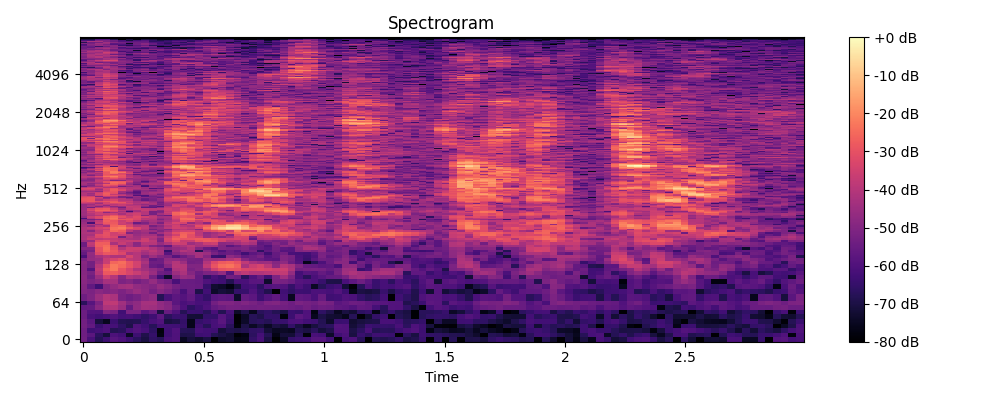 Spectrogram
+0 dB
4096
-10 dB
2048
-20 dB
1024
-30 dB
Hz
512
-40 dB
256
-50 dB
128
-60 dB
64
-70 dB
0
-80 dB
0 0.5 1 1.5 2 2.5
Time